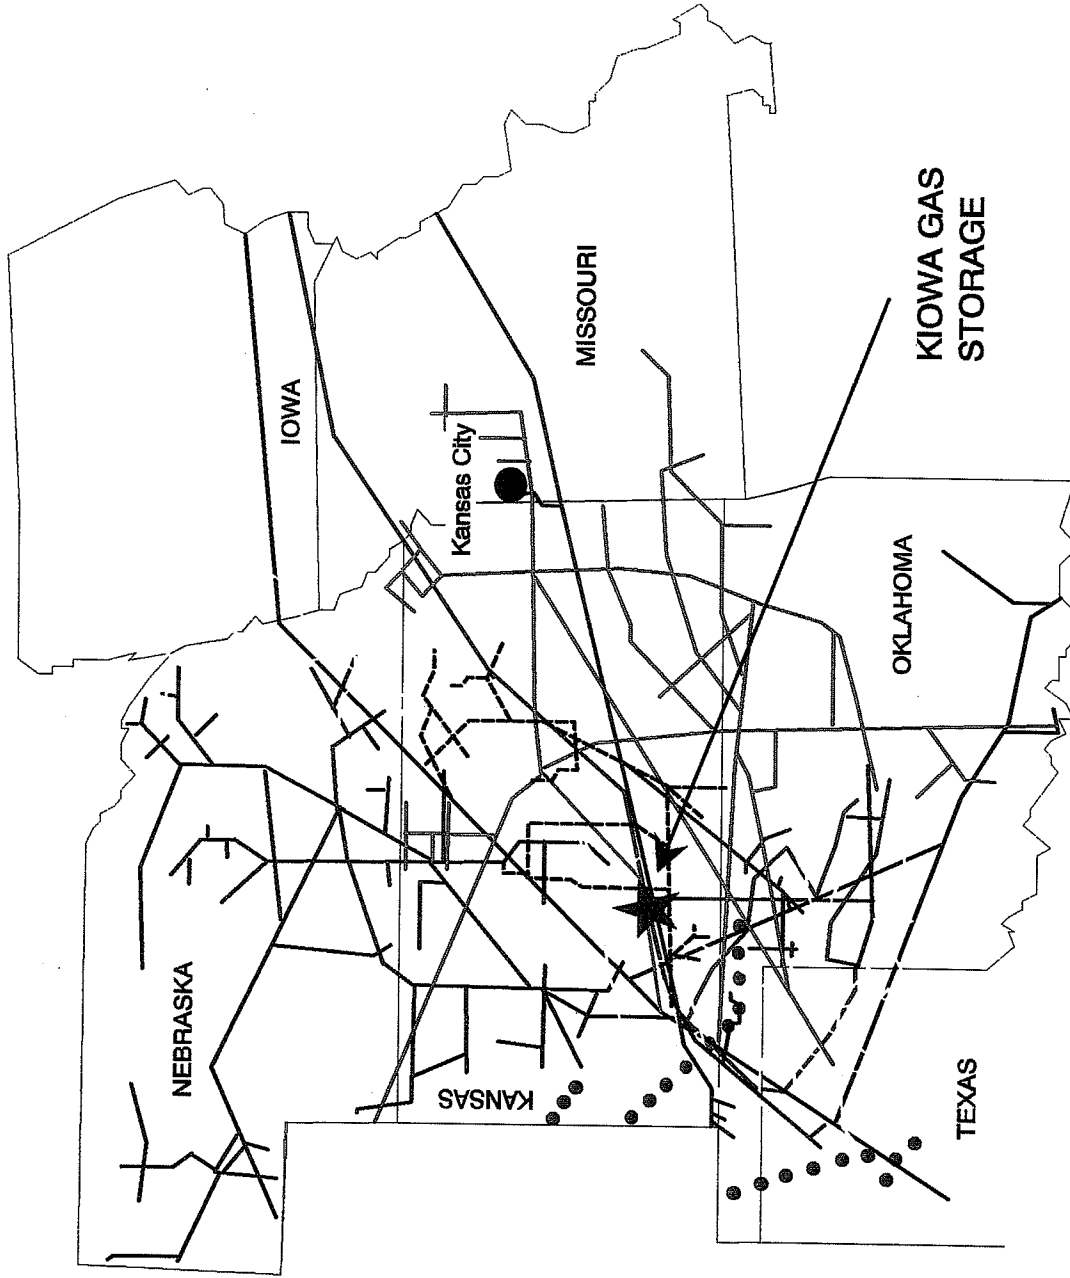 IOWA
NEBRASKA
Kansas City
KANSAS
MISSOURI
OKLAHOMA
KIOWA GAS
STORAGE
TEXAS